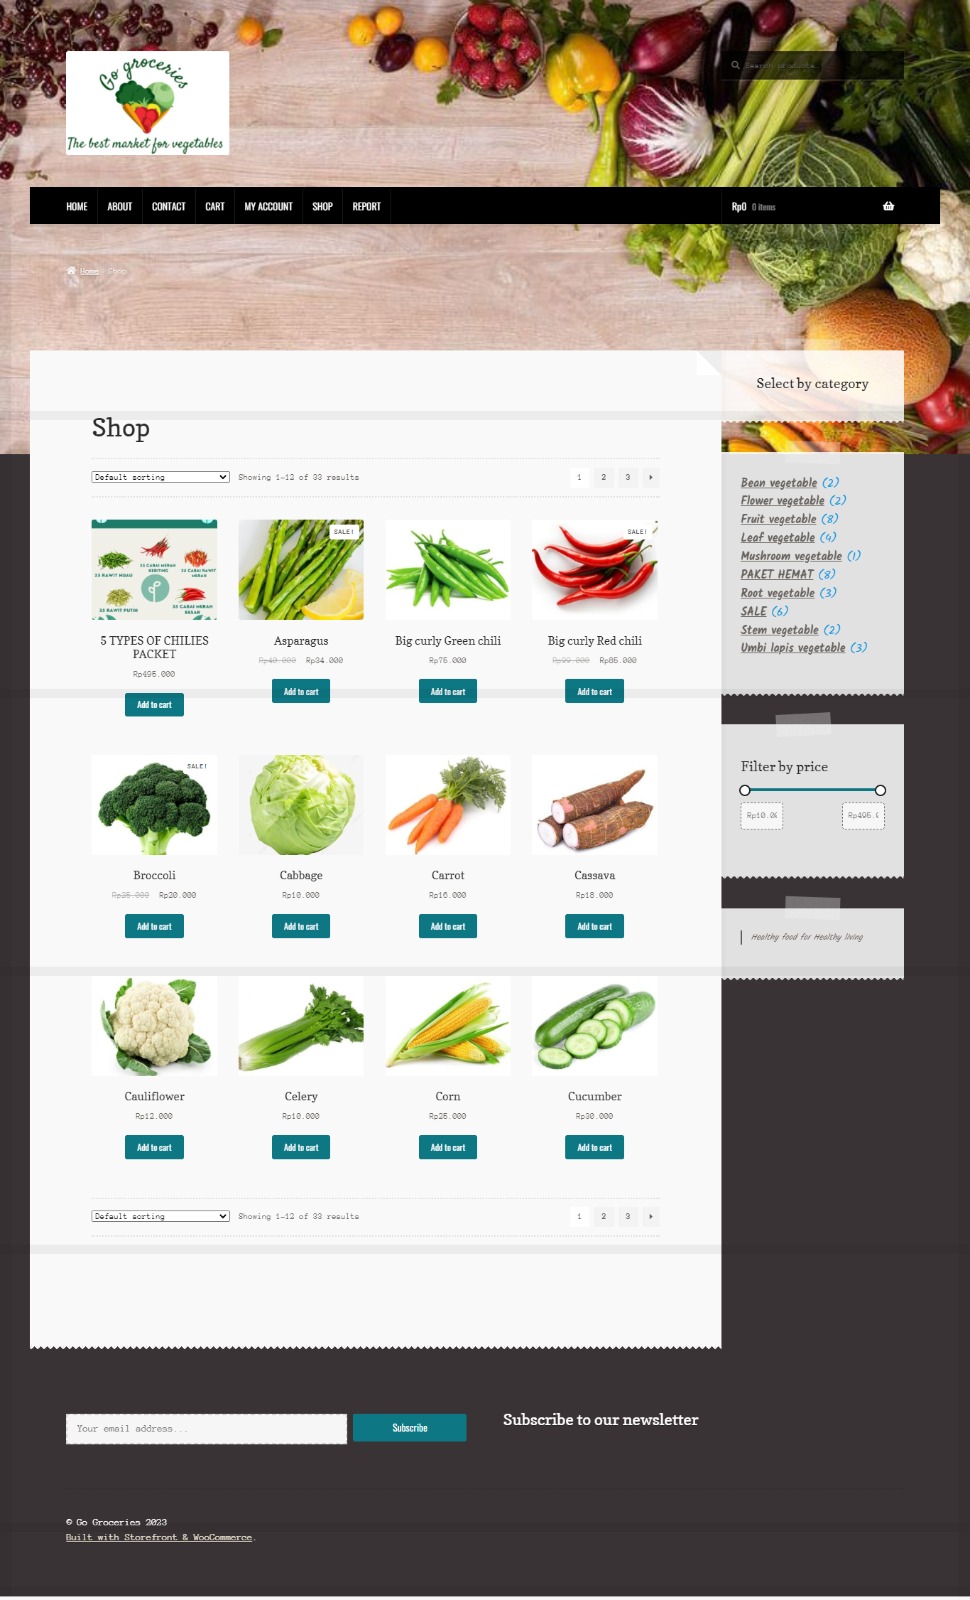 Go groceries
The best market for vegetables
Search products…
HOME ABOUT CONTACT CART MY ACCOUNT SHOP REPORT Rp0 0 items
Home Shop
Select by category
Shop
Default sorting Showing 1–12 of 33 results 1 2 3
Bean vegetable (2)
Flower vegetable (2)
Fruit vegetable (8)
Leaf vegetable (4)
Mushroom vegetable (1)
PAKET HEMAT (8)
Root vegetable (3)
SALE (6)
Stem vegetable (2)
Umbi lapis vegetable (3)
SALE! SALE!
5 TYPES OF CHILIES PACKET
Rp495.000
Add to cart
Asparagus
Rp40.000 Rp34.000
Add to cart
Big curly Green chili
Rp75.000
Add to cart
Big curly Red chili
Rp99.000 Rp85.000
Add to cart
Filter by price
Rp10.0
Rp495.
SALE!
Broccoli
Rp25.000 Rp20.000
Add to cart
Cabbage
Rp10.000
Add to cart
Carrot
Rp16.000
Add to cart
Cassava
Rp18.000
Add to cart
Healthy food for Healthy living
Cauliflower
Rp12.000
Add to cart
Celery
Rp10.000
Add to cart
Corn
Rp25.000
Add to cart
Cucumber
Rp30.000
Add to cart
Default sorting Showing 1–12 of 33 results 1 2 3
Your email address... Subscribe Subscribe to our newsletter
© Go Groceries 2023
Built with Storefront & WooCommerce.